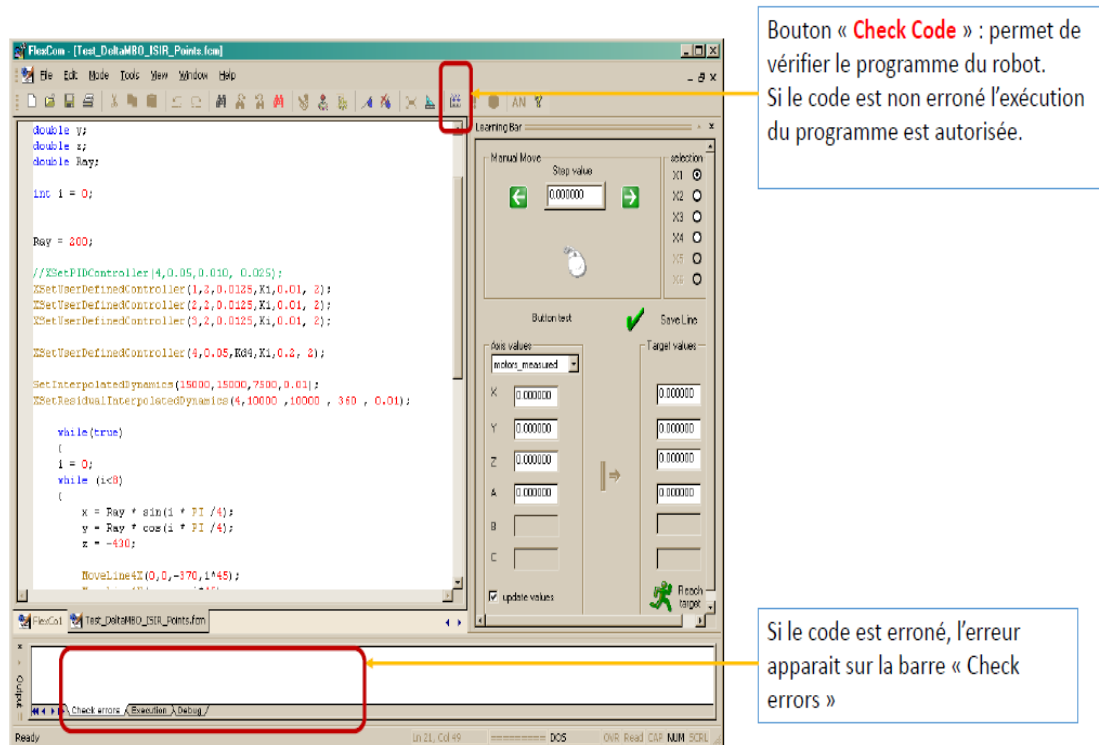 FlexCom - [Test_DeltaMBO_ISIR_Points.fcm]
File Edit Mode Tools View Window Help
AN
double y;
double z;
double Ray;
int i = 0;
Ray = 200;
//XSetPIDController(4,0.05,0.010, 0.025);
XSetUserDefinedController(1,2,0.0125,Ki,0.01, 2);
XSetUserDefinedController(2,2,0.0125,Ki,0.01, 2);
XSetUserDefinedController(3,2,0.0125,Ki,0.01, 2);
XSetUserDefinedController(4,0.05,Kd4,Ki,0.2, 2);
SetInterpolatedDynamics(15000,15000,7500,0.01);
XSetResidualInterpolatedDynamics(4,10000 ,10000 , 360 , 0.01);
while(true)
{
i = 0;
while (i<8)
{
x = Ray * sin(i * PI /4);
y = Ray * cos(i * PI /4);
z = -430;
MoveLine4X(0,0,-370,i*45);
FlexCo1 Test_DeltaMBO_ISIR_Points.fcm
Learning Bar
Manual Move
Step value
0.000000
selection
X1
X2
X3
X4
X5
X6
Button test
Save Line
Axis values
motors_measured
Target values
X 0.000000 0.000000
Y 0.000000 0.000000
Z 0.000000 0.000000
A 0.000000 0.000000
B
C
update values
Reach
target
Output
Check errors Execution Debug
Ready
Ln 21, Col 49 DOS OVR Read CAP NUM SCRL
Bouton « Check Code » : permet de
vérifier le programme du robot.
Si le code est non erroné l’exécution
du programme est autorisée.
Si le code est erroné, l’erreur
apparait sur la barre « Check
errors »